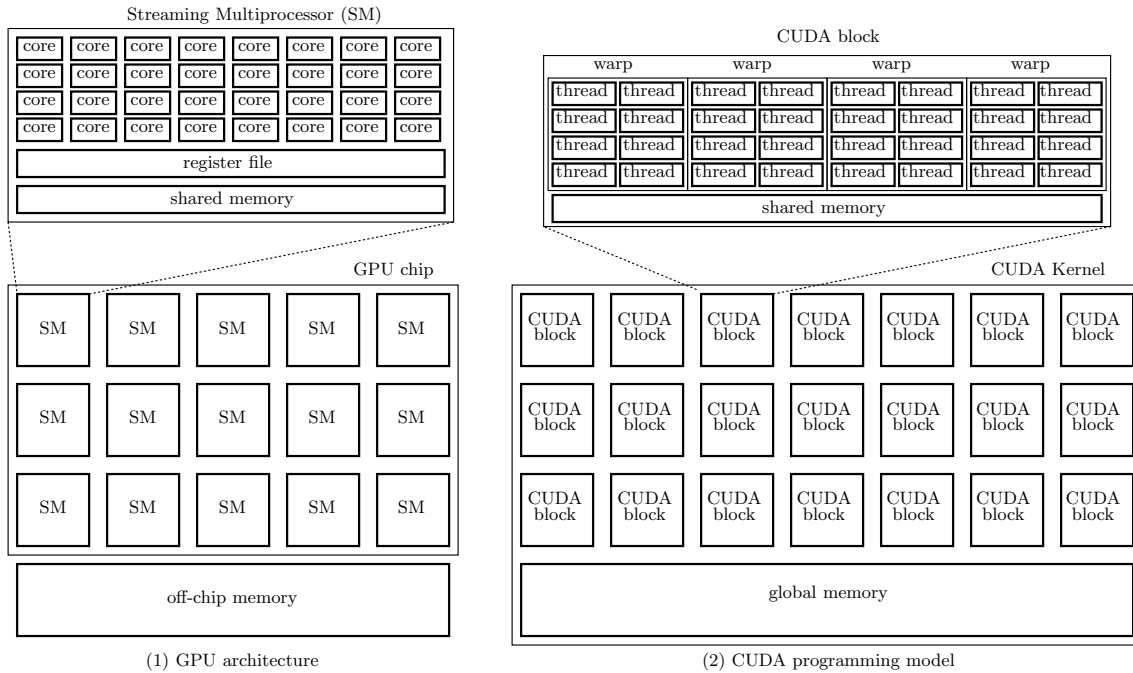 Streaming Multiprocessor (SM)
core core core core core core core core
core core core core core core core core
core core core core core core core core
core core core core core core core core
register file
shared memory
GPU chip
SM SM SM SM SM
SM SM SM SM SM
SM SM SM SM SM
off-chip memory
(1) GPU architecture
CUDA block
warp warp warp warp
thread thread thread thread thread thread thread thread
thread thread thread thread thread thread thread thread
thread thread thread thread thread thread thread thread
thread thread thread thread thread thread thread thread
shared memory
CUDA Kernel
CUDA CUDA CUDA CUDA CUDA CUDA CUDA
block block block block block block block
CUDA CUDA CUDA CUDA CUDA CUDA CUDA
block block block block block block block
CUDA CUDA CUDA CUDA CUDA CUDA CUDA
block block block block block block block
global memory
(2) CUDA programming model